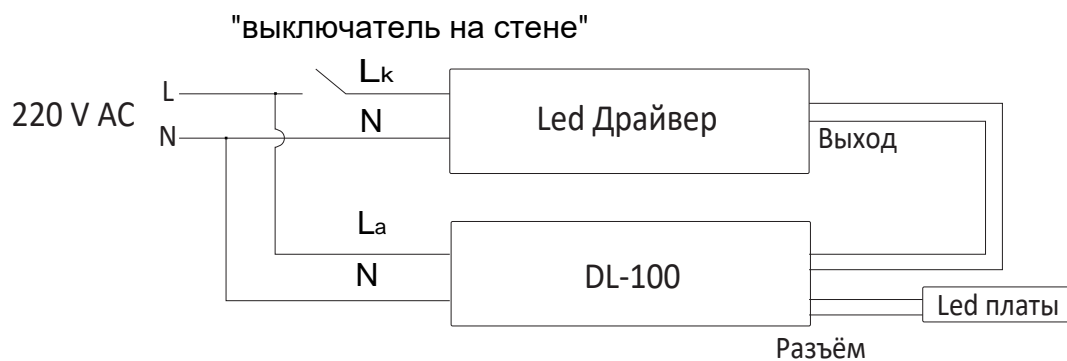 "выключатель на стене"
Lk
L
220 V AC
N
N
Led Драйвер
Выход
La
N
DL-100
Led платы
Разъём